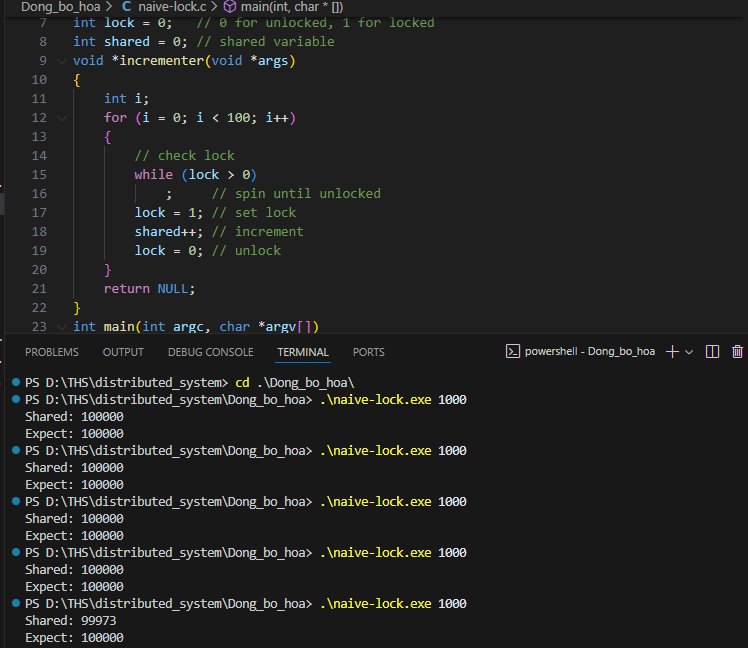 Dong_bo_hoa > C naive-lock.c > main(int, char * [])
7 int lock = 0; // 0 for unlocked, 1 for locked
8 int shared = 0; // shared variable
9 void *incrementer(void *args)
10 {
11 int i;
12 for (i = 0; i < 100; i++)
13 {
14 // check lock
15 while (lock > 0)
16 ; // spin until unlocked
17 lock = 1; // set lock
18 shared++; // increment
19 lock = 0; // unlock
20 }
21 return NULL;
22 }
23 int main(int argc, char *argv[])
PROBLEMS OUTPUT DEBUG CONSOLE TERMINAL PORTS powershell - Dong_bo_hoa
PS D:\THS\distributed_system> cd .\Dong_bo_hoa\
PS D:\THS\distributed_system\Dong_bo_hoa> .\naive-lock.exe 1000
Shared: 100000
Expect: 100000
PS D:\THS\distributed_system\Dong_bo_hoa> .\naive-lock.exe 1000
Shared: 100000
Expect: 100000
PS D:\THS\distributed_system\Dong_bo_hoa> .\naive-lock.exe 1000
Shared: 100000
Expect: 100000
PS D:\THS\distributed_system\Dong_bo_hoa> .\naive-lock.exe 1000
Shared: 100000
Expect: 100000
PS D:\THS\distributed_system\Dong_bo_hoa> .\naive-lock.exe 1000
Shared: 99973
Expect: 100000